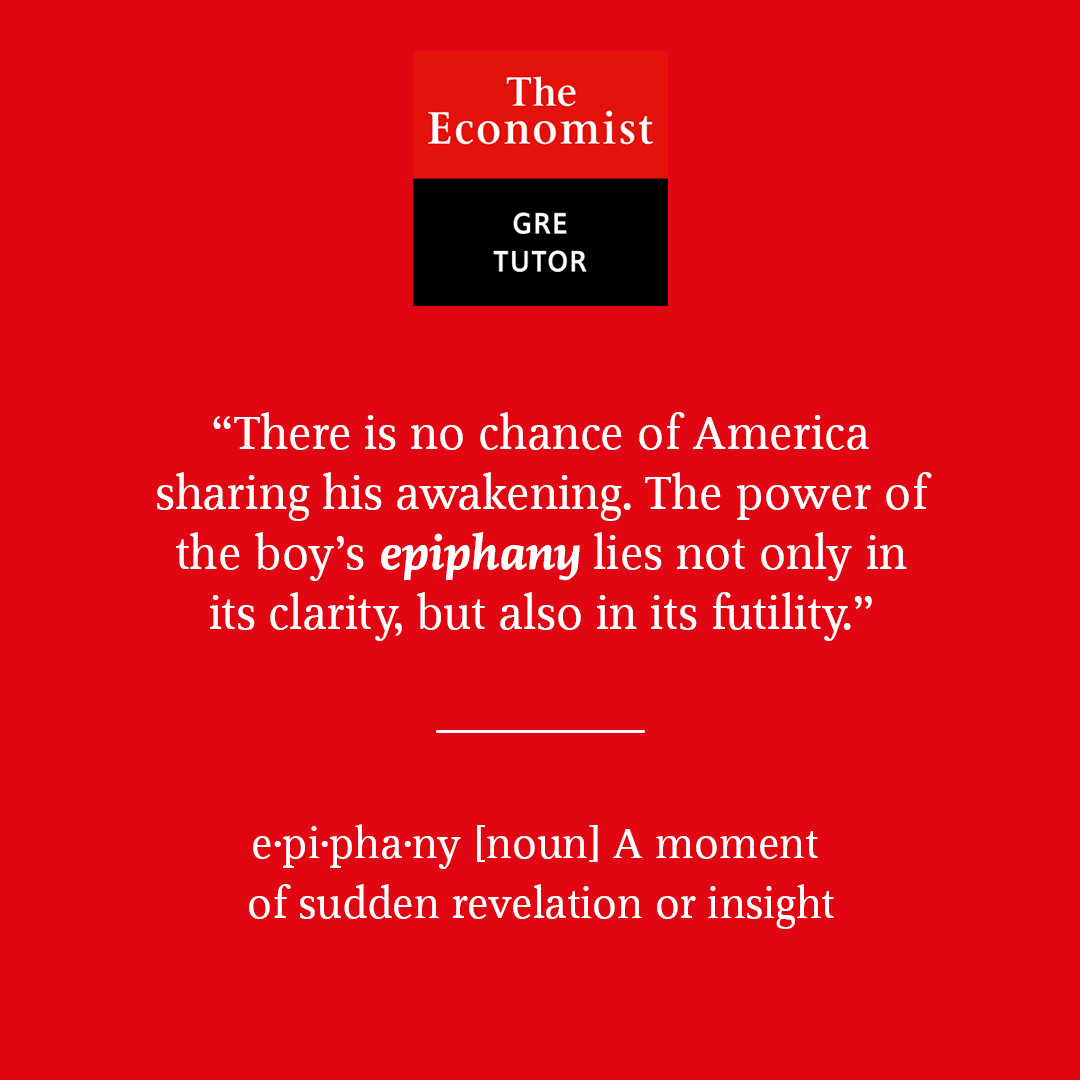 The
Economist
GRE
TUTOR
“There is no chance of America
sharing his awakening. The power of
the boy’s epiphany lies not only in
its clarity, but also in its futility.”
e·pi·pha·ny [noun] A moment
of sudden revelation or insight